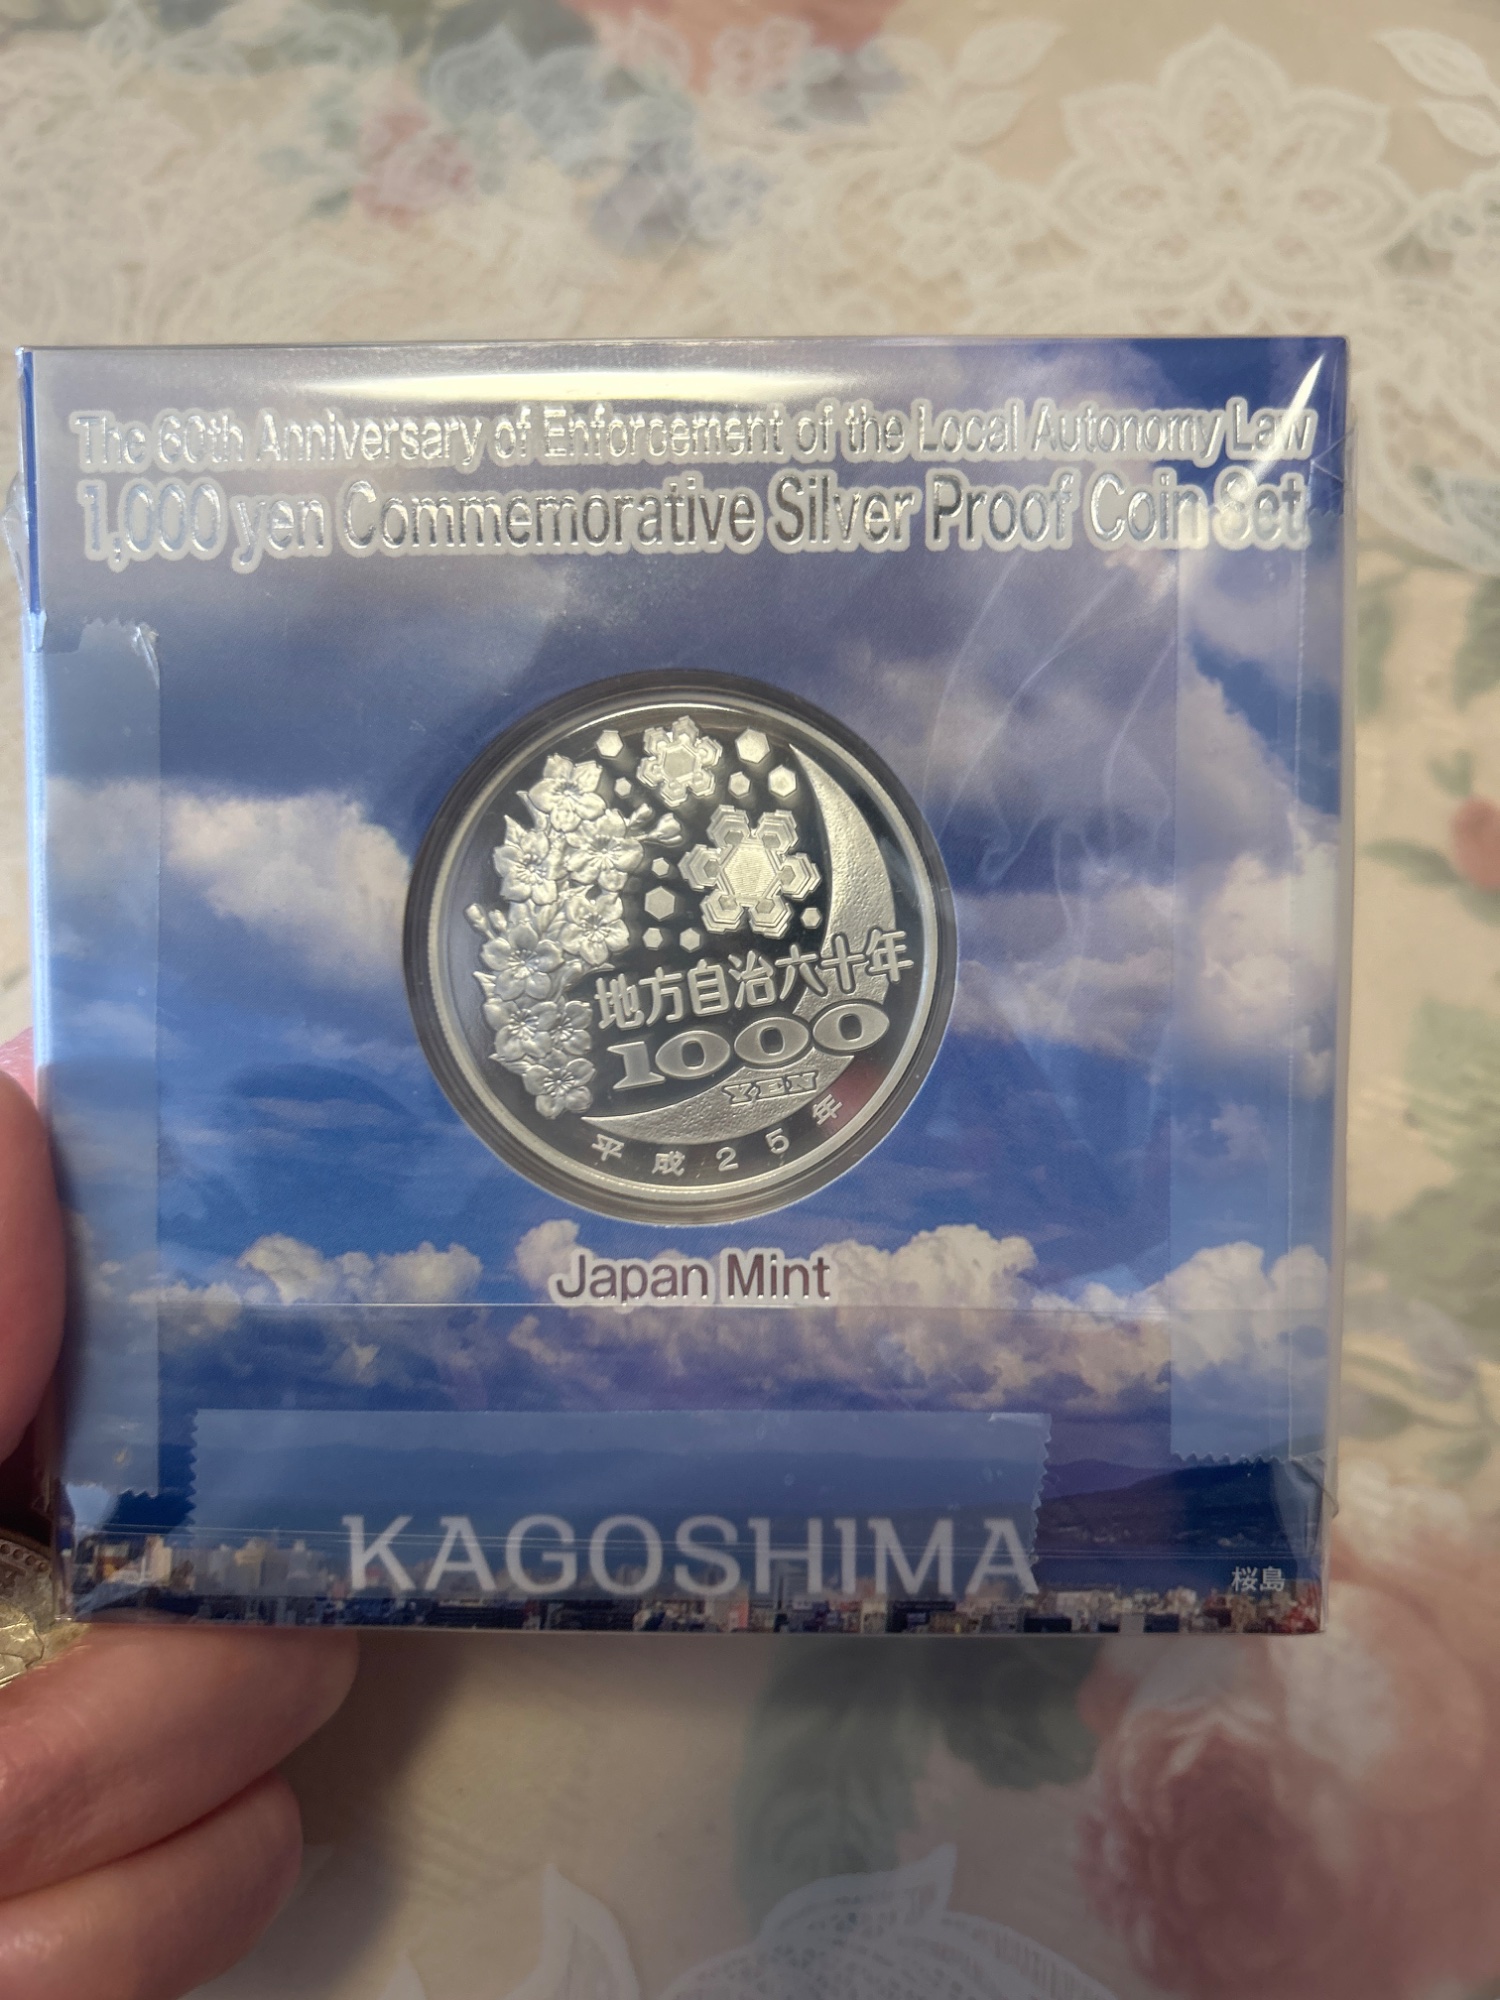 The 60th Anniversary of Enforcement of the Local Autonomy Law
1,000 yen Commemorative Silver Proof Coin Set
地方自治六十年
1000
YEN
平成25年
Japan Mint
KAGOSHIMA
桜島